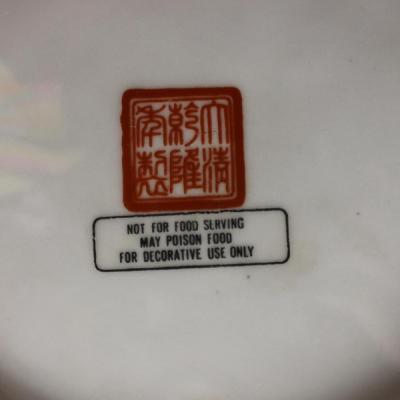 大清
乾隆
年製
NOT FOR FOOD SERVING
MAY POISON FOOD
FOR DECORATIVE USE ONLY